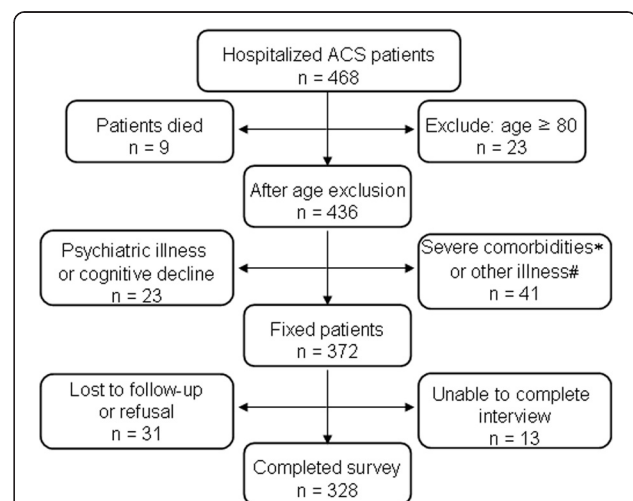 Hospitalized ACS patients
n = 468
Patients died
n = 9
Exclude: age ≥ 80
n = 23
After age exclusion
n = 436
Psychiatric illness
or cognitive decline
n = 23
Severe comorbidities*
or other illness#
n = 41
Fixed patients
n = 372
Lost to follow-up
or refusal
n = 31
Unable to complete
interview
n = 13
Completed survey
n = 328